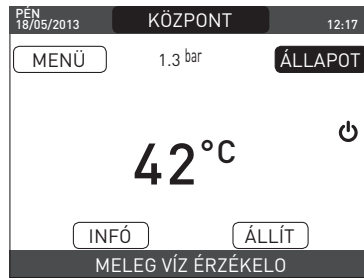 PÉN
18/05/2013 KÖZPONT 12:17
MENÜ 1.3 bar ÁLLAPOT
42°C
INFÓ ÁLLÍT
MELEG VÍZ ÉRZÉKELO